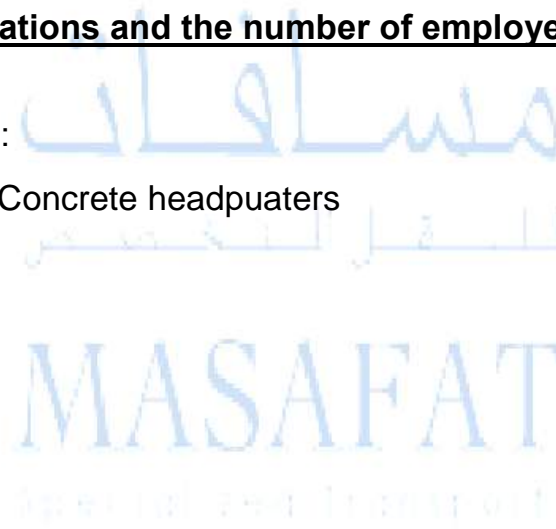 ations and the number of employe
مسافات
:
Concrete headpuaters
MASAFAT